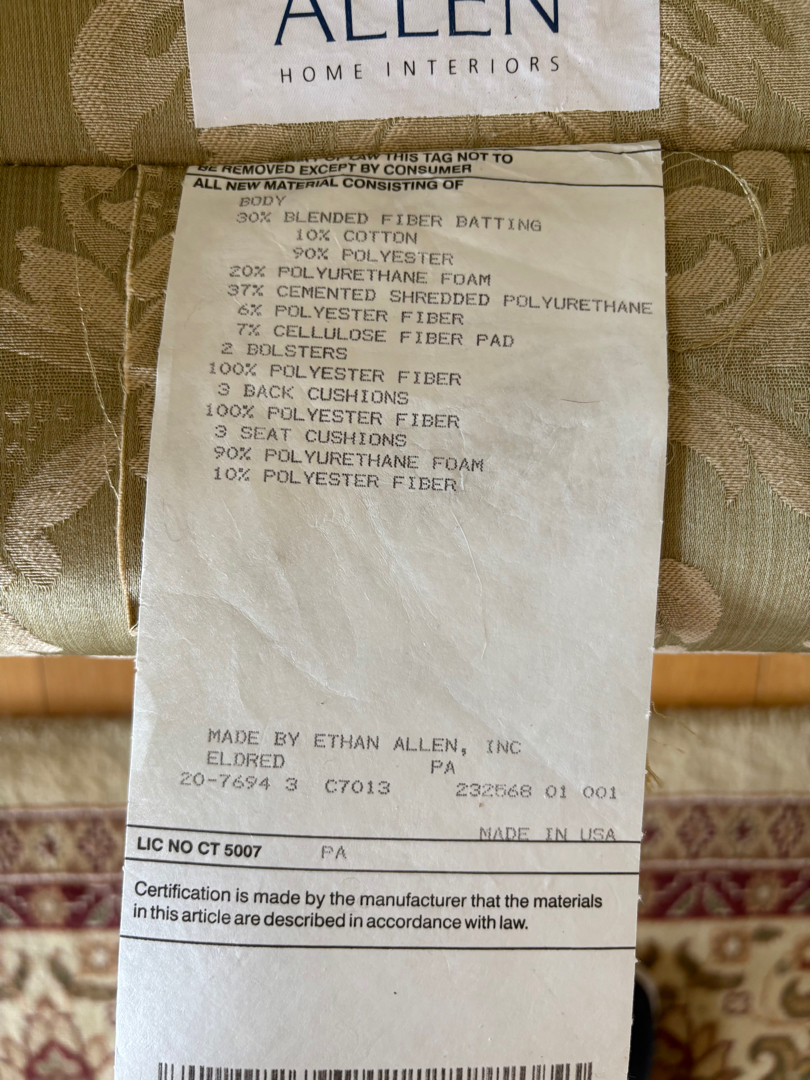 ALLEN
HOME INTERIORS
OF LAW THIS TAG NOT TO
BE REMOVED EXCEPT BY CONSUMER
ALL NEW MATERIAL CONSISTING OF
BODY
30% BLENDED FIBER BATTING
10% COTTON
90% POLYESTER
20% POLYURETHANE FOAM
37% CEMENTED SHREDDED POLYURETHANE
6% POLYESTER FIBER
7% CELLULOSE FIBER PAD
2 BOLSTERS
100% POLYESTER FIBER
3 BACK CUSHIONS
100% POLYESTER FIBER
3 SEAT CUSHIONS
90% POLYURETHANE FOAM
10% POLYESTER FIBER
MADE BY ETHAN ALLEN, INC
ELDRED PA
20-7694 3 C7013 232568 01 001
MADE IN USA
LIC NO CT 5007 PA
Certification is made by the manufacturer that the materials
in this article are described in accordance with law.